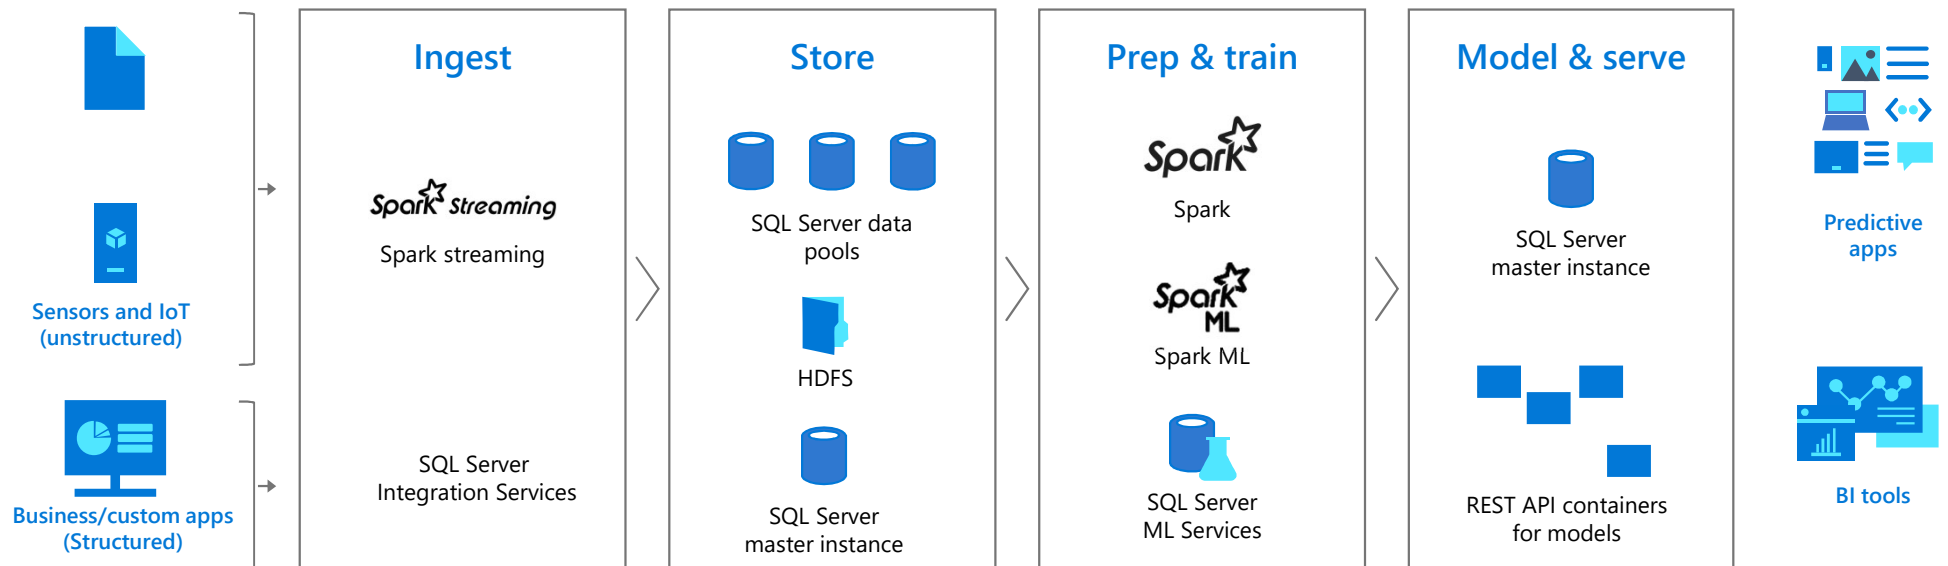 Sensors and IoT
(unstructured)
Business/custom apps
(Structured)
Ingest
Spark Streaming
Spark streaming
SQL Server
Integration Services
Store
SQL Server data
pools
HDFS
SQL Server
master instance
Prep & train
Spark
Spark
Spark
ML
Spark ML
SQL Server
ML Services
Model & serve
SQL Server
master instance
REST API containers
for models
Predictive
apps
BI tools